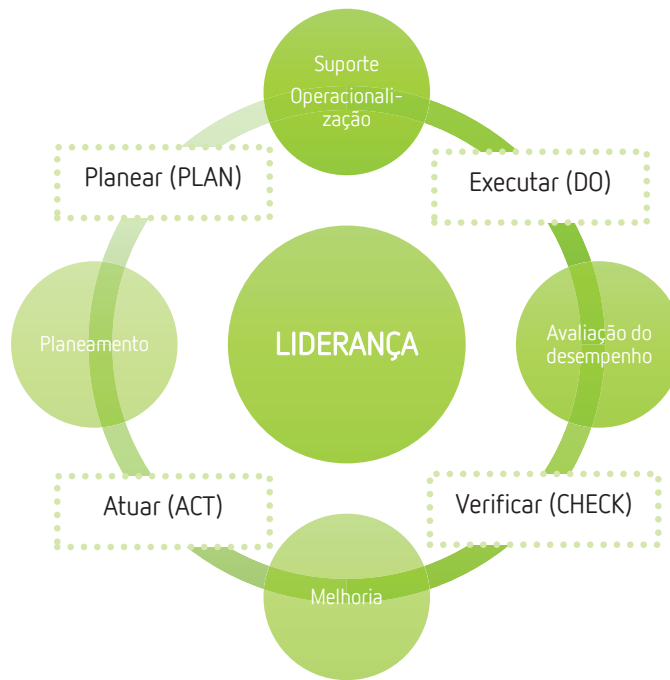 Suporte
Operacionali-
zação
Planear (PLAN)
Executar (DO)
Planeamento
LIDERANÇA
Avaliação do
desempenho
Atuar (ACT)
Verificar (CHECK)
Melhoria